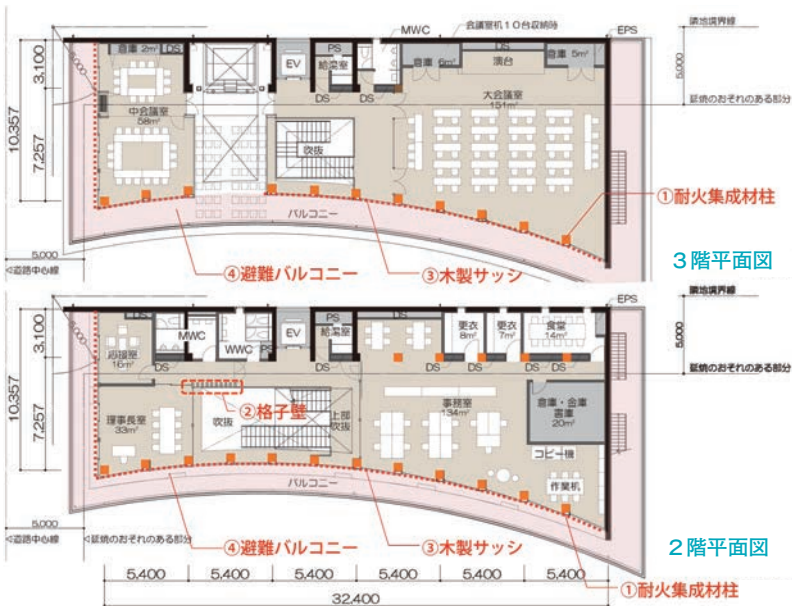 MWC
会議室机10台収納時
EPS
隣地境界線
倉庫 2㎡
DS
PS
給湯室
EV
DS
倉庫 6㎡
演台
倉庫 5㎡
3,100
5,000
5,000
DS
DS
大会議室
151㎡
延焼のおそれのある部分
中会議室
58㎡
10,357
7,257
吹抜
①耐火集成材柱
バルコニー
5,000
◁道路中心線
④避難バルコニー
③木製サッシ
3階平面図
隣地境界線
EPS
DS
PS
給湯室
DS
MWC
WWC
PS
EV
更衣
8㎡
更衣
7㎡
食堂
14㎡
3,100
5,000
16㎡
DS
DS
DS
DS
DS
延焼のおそれのある部分
10,357
7,257
②格子壁
理事長室
33㎡
吹抜
上部
吹抜
事務室
134㎡
倉庫・金庫
書庫
20㎡
コピー機
作業机
バルコニー
5,000
◁道路中心線
◁延焼のおそれのある部分
④避難バルコニー
③木製サッシ
2階平面図
5,400
5,400
5,400
5,400
5,400
5,400
①耐火集成材柱
32,400